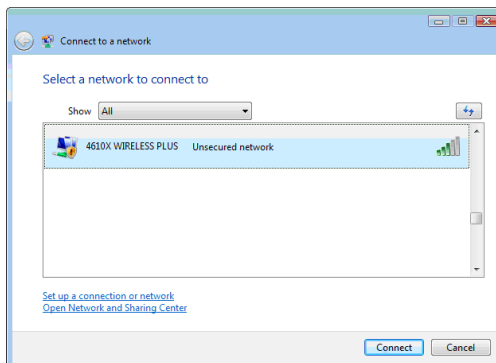 Connect to a network
Select a network to connect to
Show All
4610X WIRELESS PLUS Unsecured network
Set up a connection or network
Open Network and Sharing Center
Connect Cancel